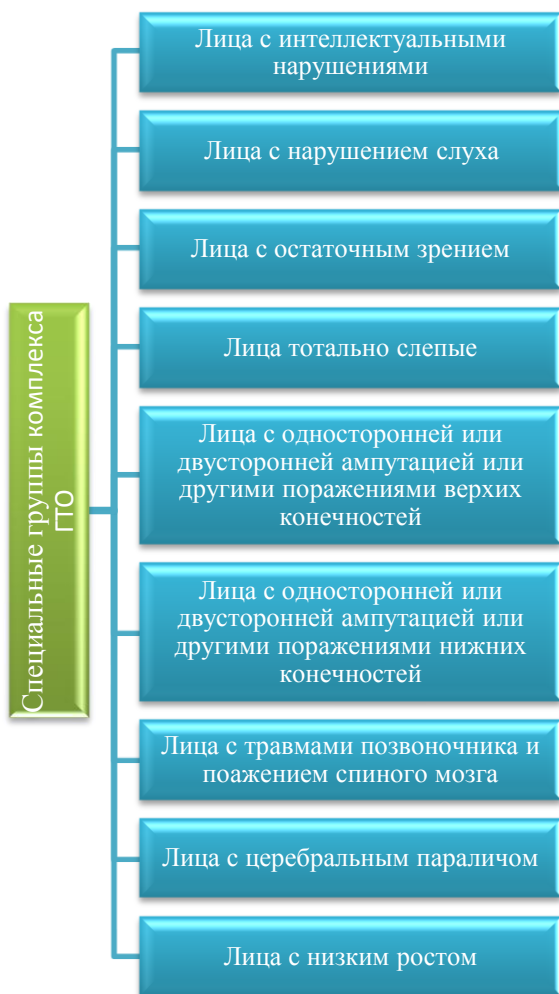 Специальные группы комплекса
ГТО
Лица с интеллектуальными
нарушениями
Лица с нарушением слуха
Лица с остаточным зрением
Лица тотально слепые
Лица с односторонней или
двусторонней ампутацией или
другими поражениями верхих
конечностей
Лица с односторонней или
двусторонней ампутацией или
другими поражениями нижних
конечностей
Лица с травмами позвоночника и
поажением спиного мозга
Лица с церебральным параличом
Лица с низким ростом